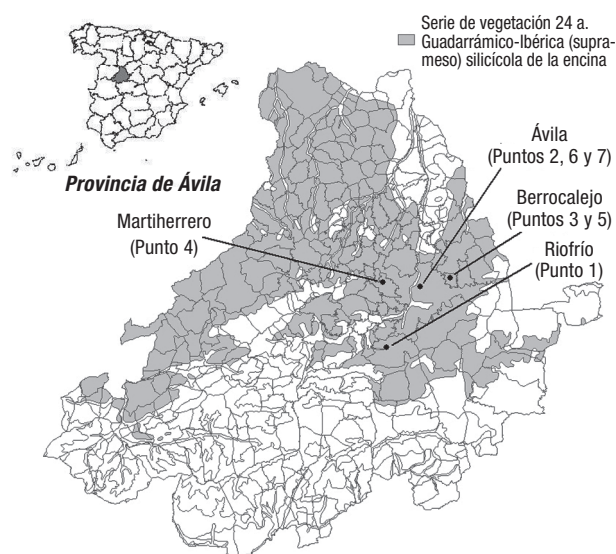 Serie de vegetación 24 a.
Guadarrámico-Ibérica (supra-
meso) silicícola de la encina
Provincia de Ávila
Ávila
(Puntos 2, 6 y 7)
Martiherrero
(Punto 4)
Berrocalejo
(Puntos 3 y 5)
Riofrío
(Punto 1)